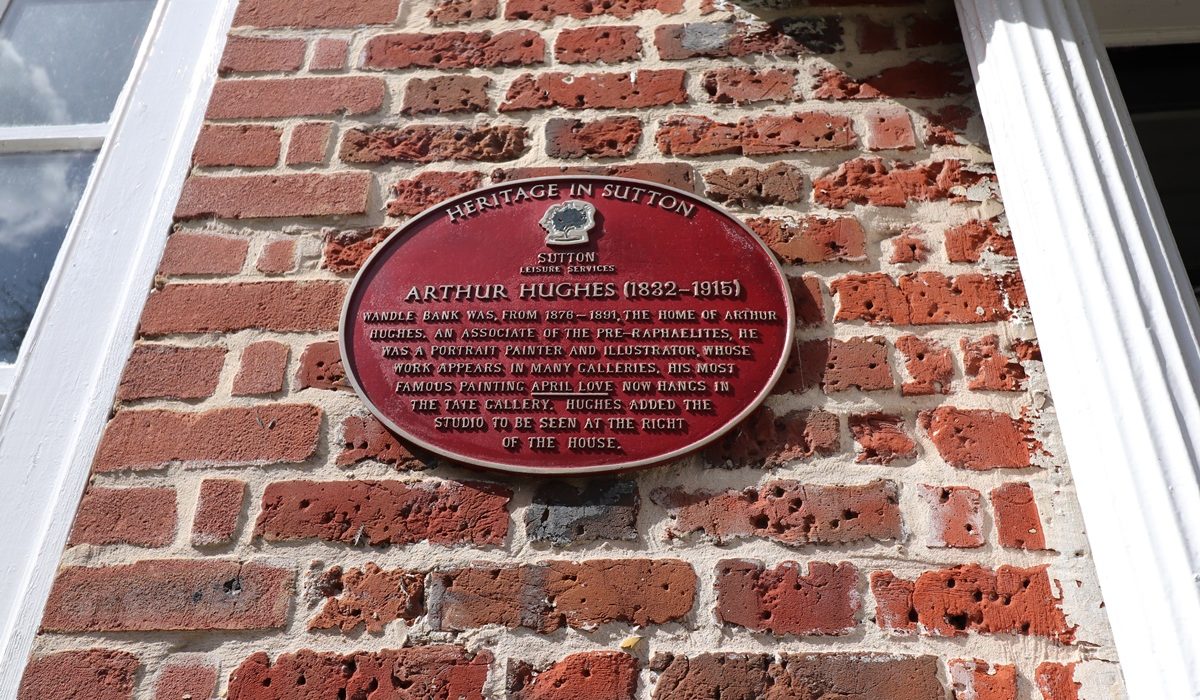 HERITAGE IN SUTTON
SUTTON
LEISURE SERVICES
ARTHUR HUGHES (1832–1915)
WANDLE BANK WAS, FROM 1876–1891, THE HOME OF ARTHUR
HUGHES. AN ASSOCIATE OF THE PRE-RAPHAELITES, HE
WAS A PORTRAIT PAINTER AND ILLUSTRATOR, WHOSE
WORK APPEARS IN MANY GALLERIES. HIS MOST
FAMOUS PAINTING APRIL LOVE NOW HANGS IN
THE TATE GALLERY. HUGHES ADDED THE
STUDIO TO BE SEEN AT THE RIGHT
OF THE HOUSE.